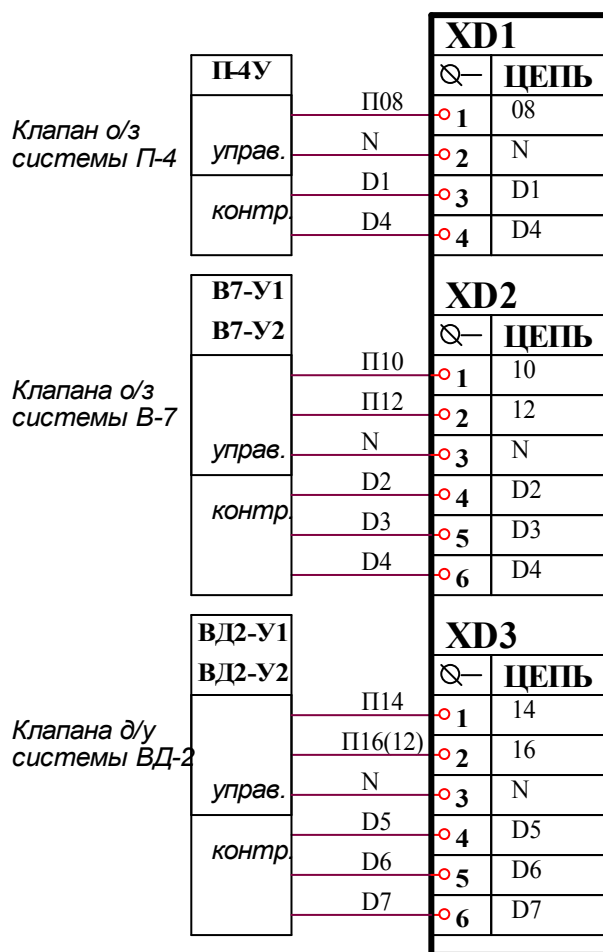 XD1
П-4У
ЦЕПЬ
Клапан о/з
системы П-4
управ.
контр.
П08
1
08
N
2
N
D1
3
D1
D4
4
D4
В7-У1
В7-У2
XD2
ЦЕПЬ
Клапана о/з
системы В-7
управ.
контр.
П10
1
10
П12
2
12
N
3
N
D2
4
D2
D3
5
D3
D4
6
D4
ВД2-У1
ВД2-У2
XD3
ЦЕПЬ
Клапана д/у
системы ВД-2
управ.
контр.
П14
1
14
П16(12)
2
16
N
3
N
D5
4
D5
D6
5
D6
D7
6
D7